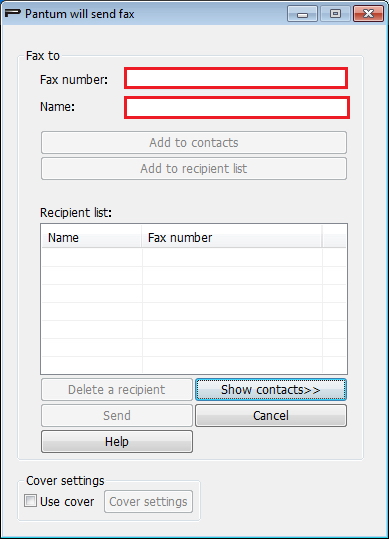 Pantum will send fax
Fax to
Fax number:
Name:
Add to contacts
Add to recipient list
Recipient list:
Name Fax number
Delete a recipient Show contacts>>
Send Cancel
Help
Cover settings
Use cover Cover settings